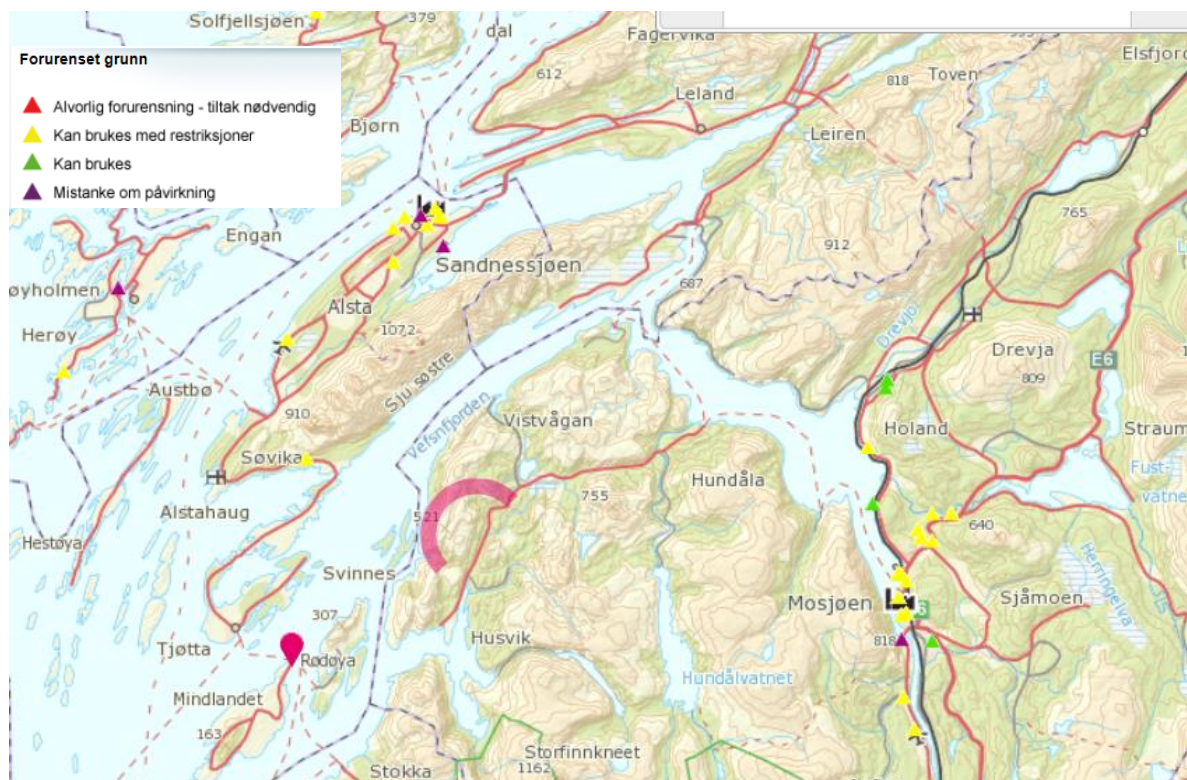 Forurenset grunn
Alvorlig forurensning - tiltak nødvendig
Kan brukes med restriksjoner
Kan brukes
Mistanke om påvirkning
Solfjellsjøen
379
dal
Fagervika
Elsfjord
612
818
Toven
Leland
Bjørn
Leiren
765
Engan
912
Sandnessjøen
øyholmen
687
Alsta
Herøy
1072
Drevjo
Drevja
E6
809
Austbø
Sju søstre
910
Vefsnfjorden
Vistvågan
Holand
Straum
Søvika
Hundåla
Fust-
vatnet
755
Alstahaug
521
640
Hestøya
Herringelva
Svinnes
Mosjøen
6
Sjåmoen
307
Husvik
818
Tjøtta
Rødøya
Hundålvatnet
Mindlandet
163
Storfinnkneet
Stokka
1162